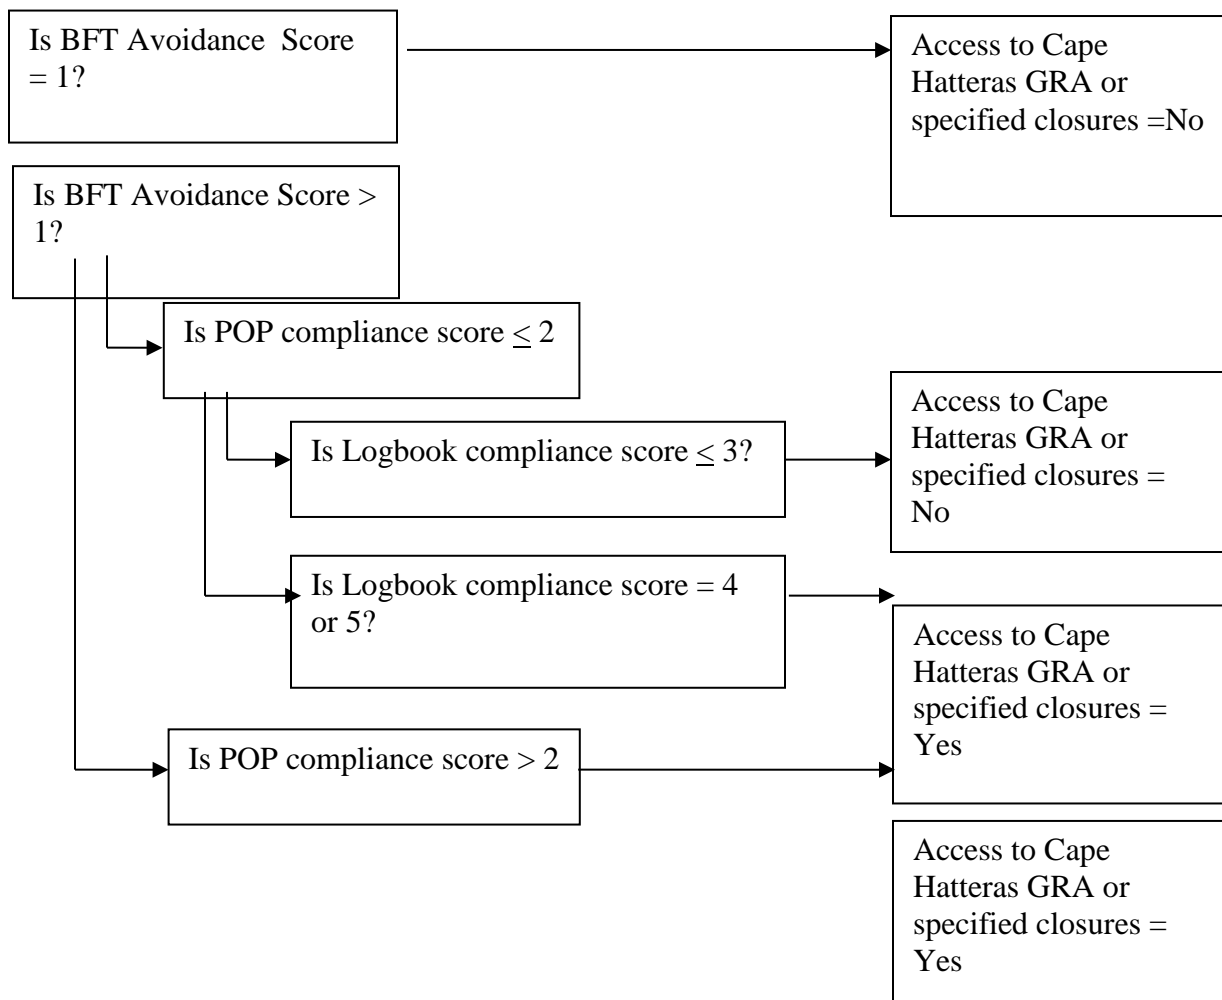 Is BFT Avoidance  Score
= 1?
Access to Cape
Hatteras GRA or
specified closures =No
Is BFT Avoidance Score >
1?
Is POP compliance score ≤ 2
Is Logbook compliance score ≤ 3?
Access to Cape
Hatteras GRA or
specified closures =
No
Is Logbook compliance score = 4
or 5?
Access to Cape
Hatteras GRA or
specified closures =
Yes
Is POP compliance score > 2
Access to Cape
Hatteras GRA or
specified closures =
Yes